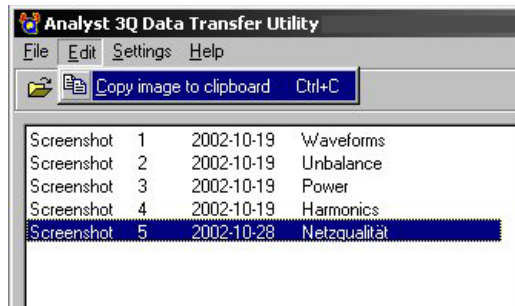 Analyst 3Q Data Transfer Utility
File Edit Settings Help
Copy image to clipboard Ctrl+C
Screenshot 1 2002-10-19 Waveforms
Screenshot 2 2002-10-19 Unbalance
Screenshot 3 2002-10-19 Power
Screenshot 4 2002-10-19 Harmonics
Screenshot 5 2002-10-28 Netzqualität